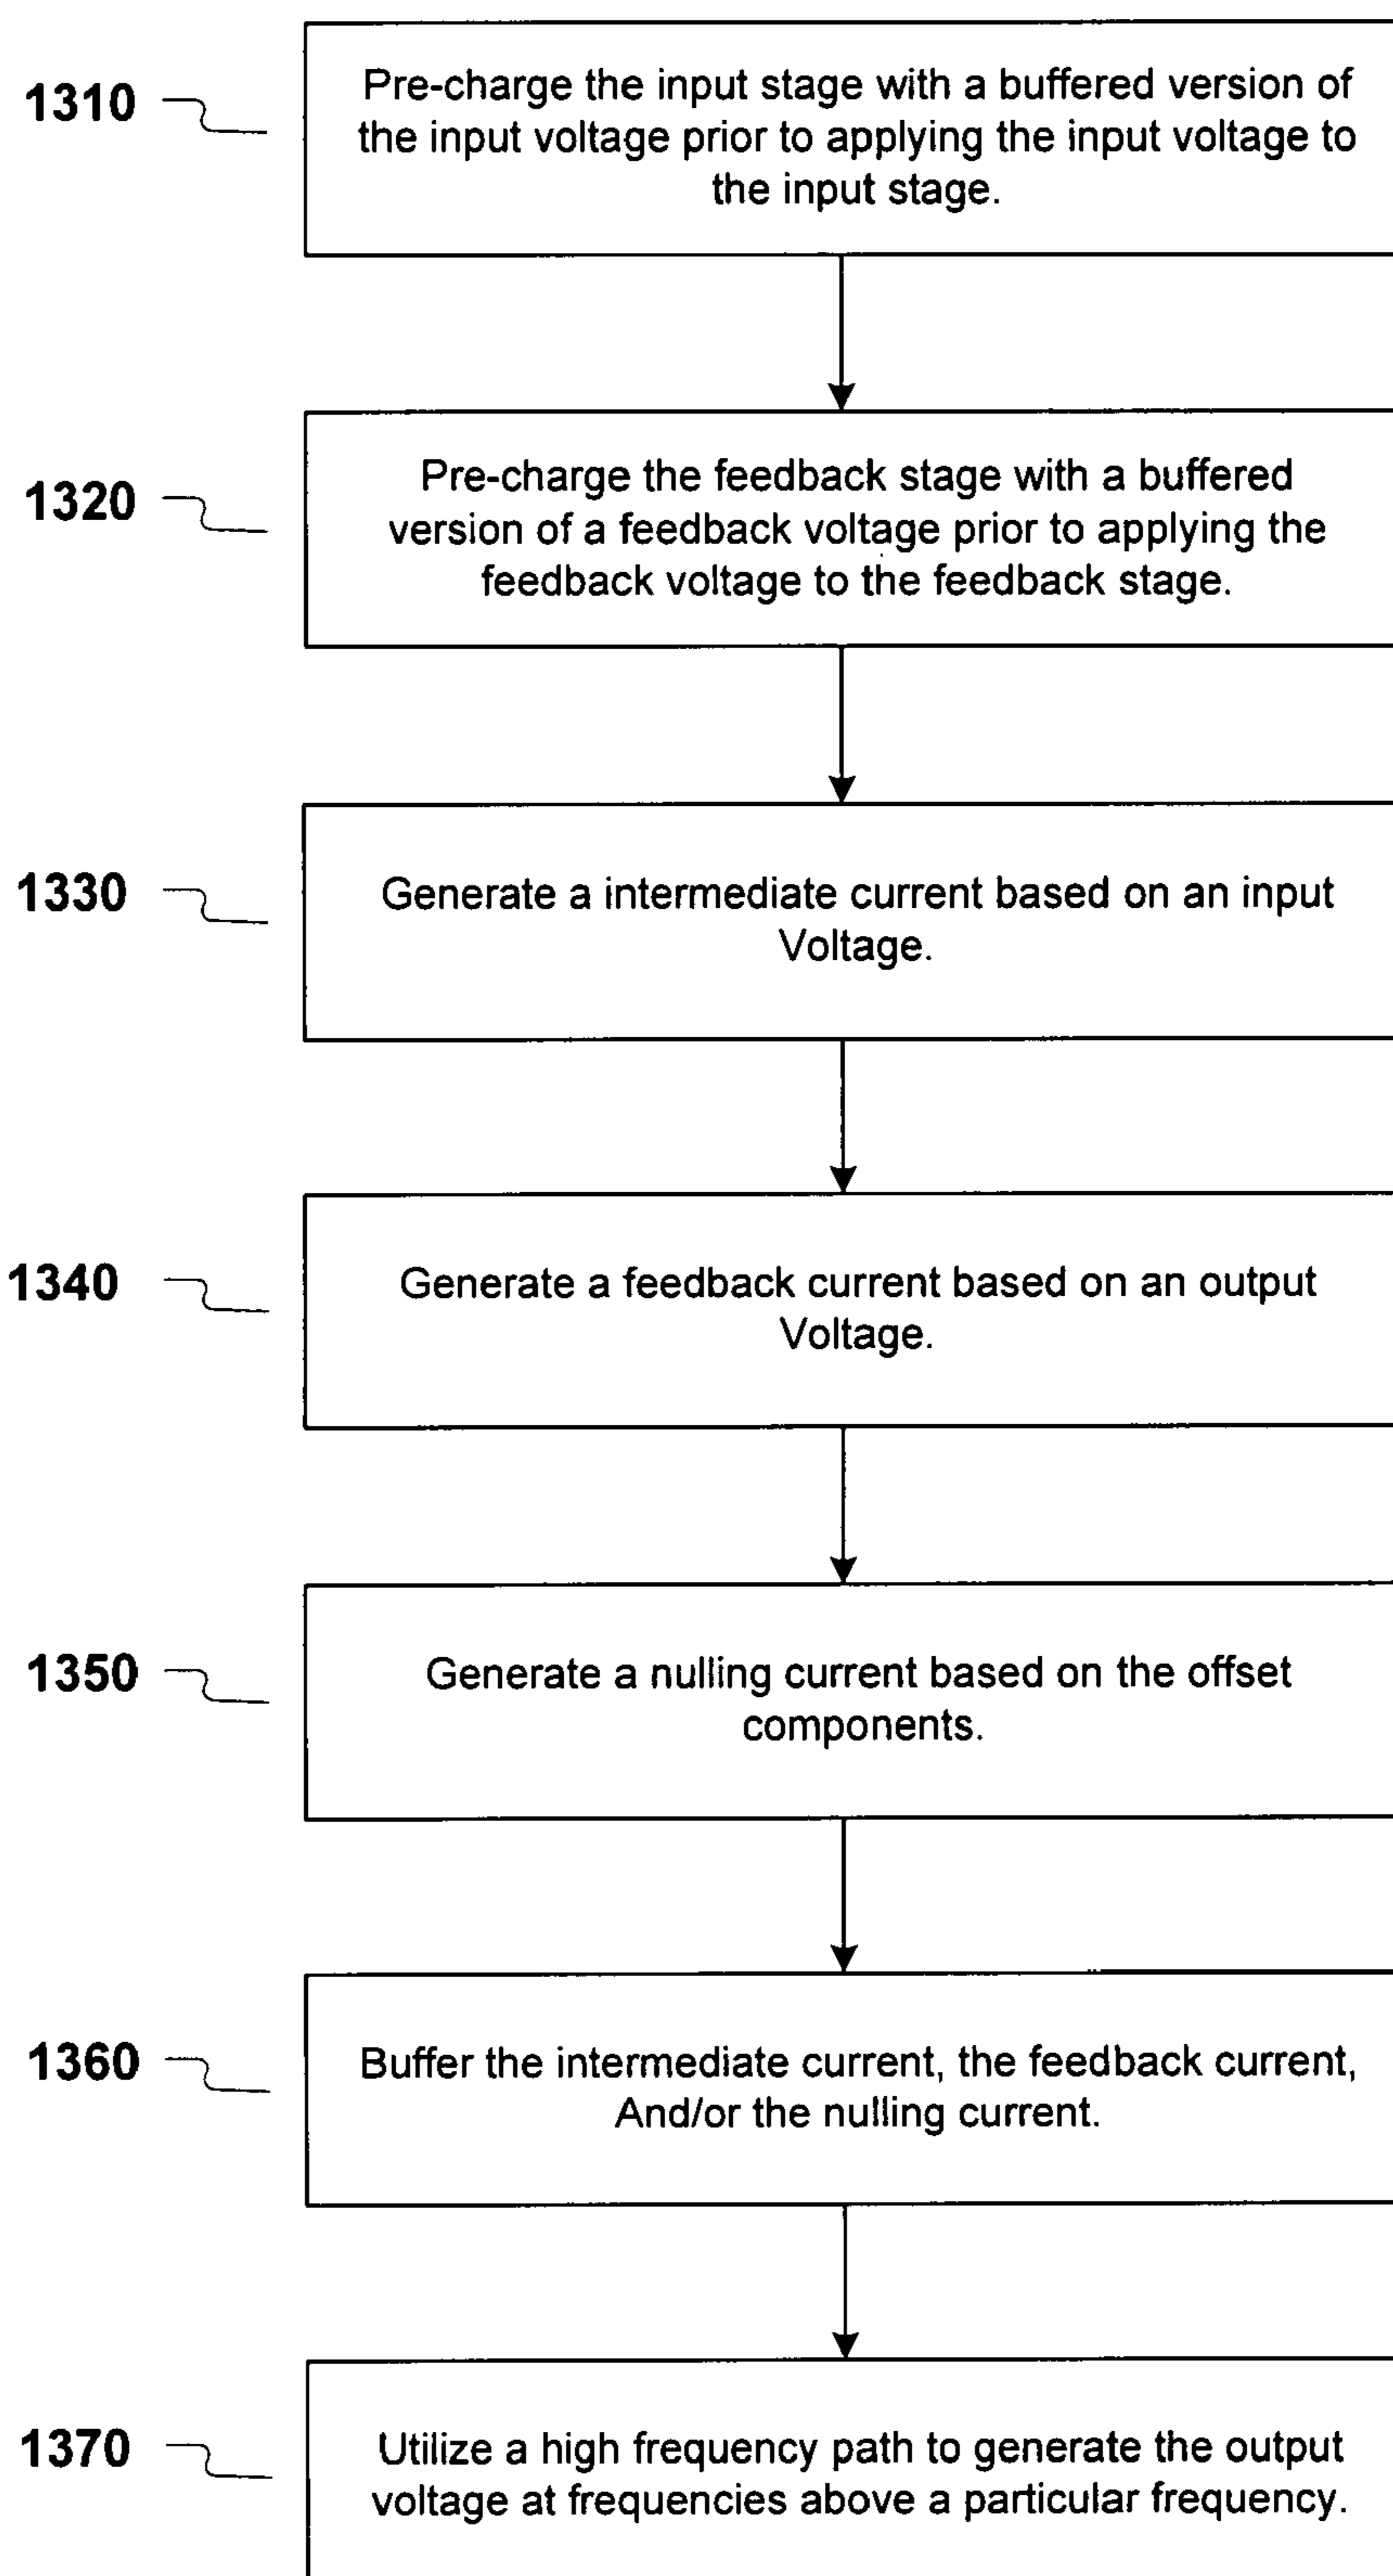 1310
Pre-charge the input stage with a buffered version of
the input voltage prior to applying the input voltage to
the input stage.
1320
Pre-charge the feedback stage with a buffered
version of a feedback voltage prior to applying the
feedback voltage to the feedback stage.
1330
Generate a intermediate current based on an input
Voltage.
1340
Generate a feedback current based on an output
Voltage.
1350
Generate a nulling current based on the offset
components.
1360
Buffer the intermediate current, the feedback current,
And/or the nulling current.
1370
Utilize a high frequency path to generate the output
voltage at frequencies above a particular frequency.